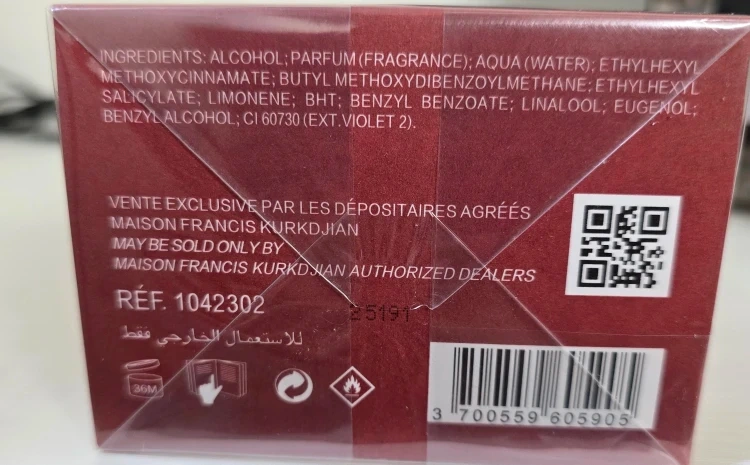 INGREDIENTS: ALCOHOL; PARFUM (FRAGRANCE); AQUA (WATER); ETHYLHEXYL
METHOXYCINNAMATE; BUTYL METHOXYDIBENZOYLMETHANE; ETHYLHEXYL
SALICYLATE; LIMONENE; BHT; BENZYL BENZOATE; LINALOOL; EUGENOL;
BENZYL ALCOHOL; CI 60730 (EXT.VIOLET 2).
VENTE EXCLUSIVE PAR LES DÉPOSITAIRES AGRÉÉS
MAISON FRANCIS KURKDJIAN
MAY BE SOLD ONLY BY
MAISON FRANCIS KURKDJIAN AUTHORIZED DEALERS
RÉF. 1042302
25191
للاستعمال الخارجي فقط
36M
3 700559 605905